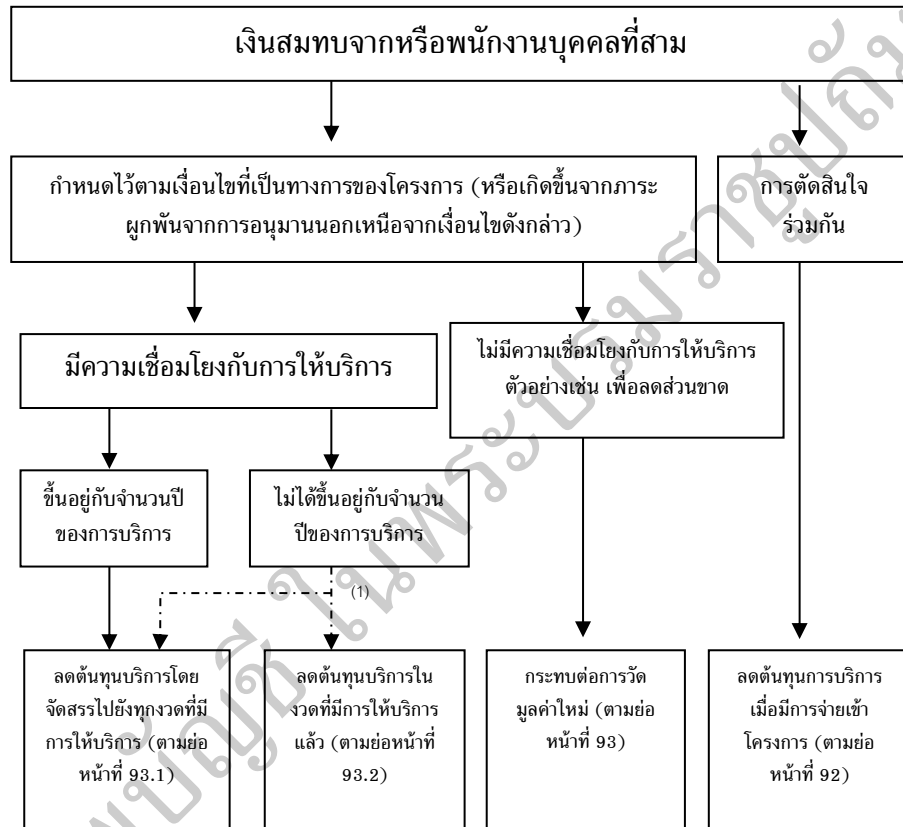 เงินสมทบจากหรือพนักงานบุคคลที่สาม
กำหนดไว้ตามเงื่อนไขที่เป็นทางการของโครงการ (หรือเกิดขึ้นจากภาระ
ผูกพันจากการอนุมานนอกเหนือจากเงื่อนไขดังกล่าว)
การตัดสินใจ
ร่วมกัน
มีความเชื่อมโยงกับการให้บริการ
ไม่มีความเชื่อมโยงกับการให้บริการ
ตัวอย่างเช่น เพื่อลดส่วนขาด
ขึ้นอยู่กับจำนวนปี
ของการบริการ
ไม่ได้ขึ้นอยู่กับจำนวน
ปีของการบริการ
(1)
ลดต้นทุนบริการโดย
จัดสรรไปยังทุกงวดที่มี
การให้บริการ (ตามย่อ
หน้าที่ 93.1)
ลดต้นทุนบริการใน
งวดที่มีการให้บริการ
แล้ว (ตามย่อหน้าที่
93.2)
กระทบต่อการวัด
มูลค่าใหม่ (ตามย่อ
หน้าที่ 93)
ลดต้นทุนการบริการ
เมื่อมีการจ่ายเข้า
โครงการ (ตามย่อ
หน้าที่ 92)
ในพระบรมราชูปถัม